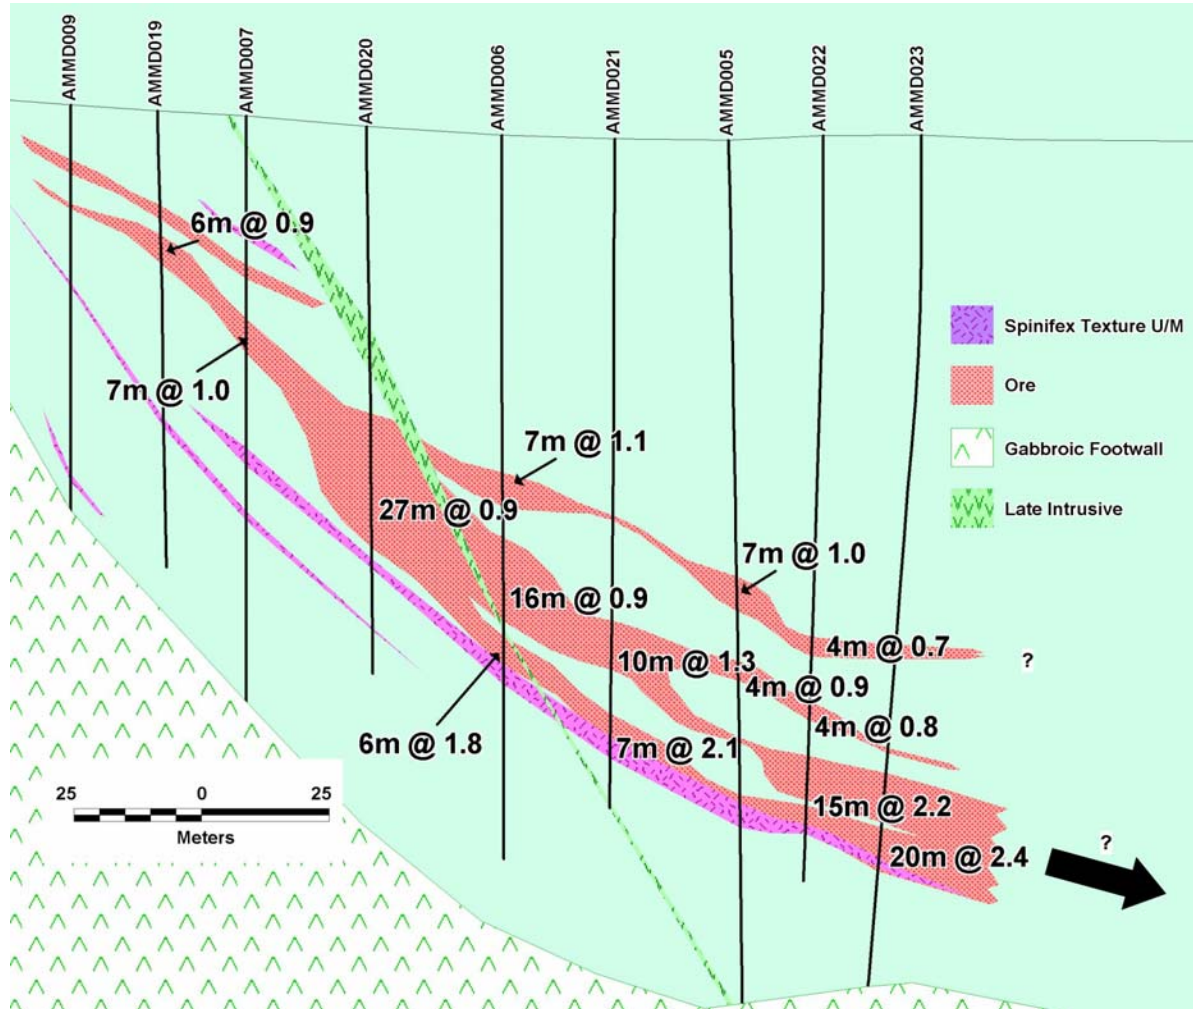 AMMD009
AMMD019
AMMD007
AMMD020
AMMD006
AMMD021
AMMD005
AMMD022
AMMD023
6m @ 0.9
7m @ 1.0
7m @ 1.1
27m @ 0.9
7m @ 1.0
16m @ 0.9
4m @ 0.7
10m @ 1.3
4m @ 0.9
4m @ 0.8
6m @ 1.8
7m @ 2.1
15m @ 2.2
20m @ 2.4
?
?
Spinifex Texture U/M
Ore
Gabbroic Footwall
Late Intrusive
25 0 25
Meters